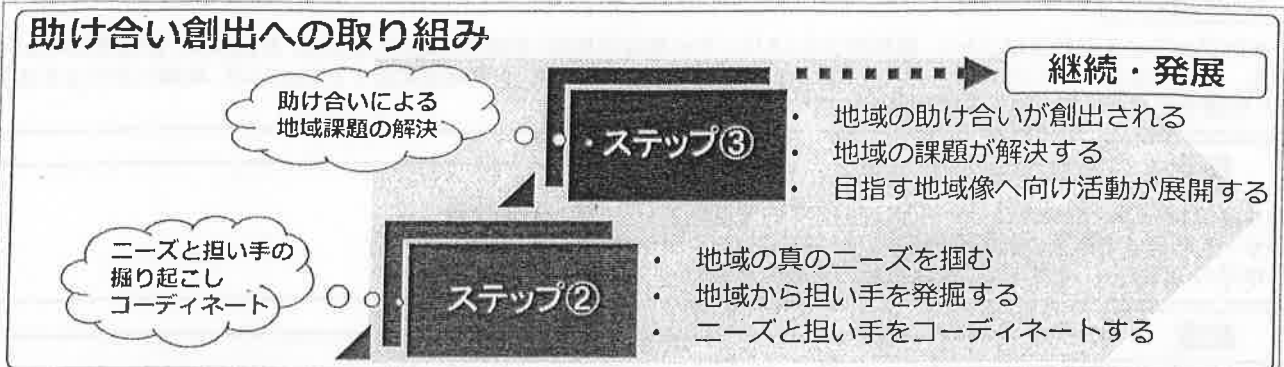 助け合い創出への取り組み
継続・発展
助け合いによる
地域課題の解決
・ステップ③
・ 地域の助け合いが創出される
・ 地域の課題が解決する
・ 目指す地域像へ向け活動が展開する
ニーズと担い手の
掘り起こし
コーディネート
ステップ②
・ 地域の真のニーズを掴む
・ 地域から担い手を発掘する
・ ニーズと担い手をコーディネートする